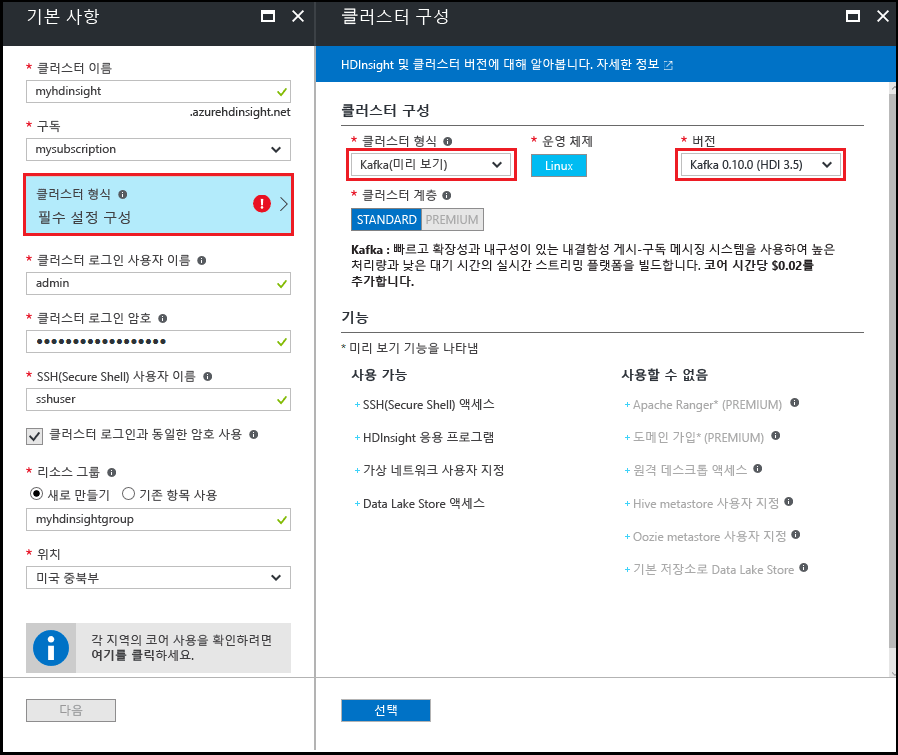 기본 사항
* 클러스터 이름
myhdinsight
.azurehdinsight.net
* 구독
mysubscription
클러스터 형식
필수 설정 구성
* 클러스터 로그인 사용자 이름
admin
* 클러스터 로그인 암호
●●●●●●●●●●●●●●●●●●
* SSH(Secure Shell) 사용자 이름
sshuser
클러스터 로그인과 동일한 암호 사용
* 리소스 그룹
새로 만들기 기존 항목 사용
myhdinsightgroup
* 위치
미국 중북부
각 지역의 코어 사용을 확인하려면
여기를 클릭하세요.
다음
클러스터 구성
HDInsight 및 클러스터 버전에 대해 알아봅니다. 자세한 정보
클러스터 구성
* 클러스터 형식 * 운영 체제 * 버전
Kafka(미리 보기) Linux Kafka 0.10.0 (HDI 3.5)
* 클러스터 계층
STANDARD PREMIUM
Kafka : 빠르고 확장성과 내구성이 있는 내결함성 게시-구독 메시징 시스템을 사용하여 높은
처리량과 낮은 대기 시간의 실시간 스트리밍 플랫폼을 빌드합니다. 코어 시간당 $0.02를
추가합니다.
기능
* 미리 보기 기능을 나타냄
사용 가능
+ SSH(Secure Shell) 액세스
+ HDInsight 응용 프로그램
+ 가상 네트워크 사용자 지정
+ Data Lake Store 액세스
사용할 수 없음
+ Apache Ranger* (PREMIUM)
+ 도메인 가입* (PREMIUM)
+ 원격 데스크톱 액세스
+ Hive metastore 사용자 지정
+ Oozie metastore 사용자 지정
+ 기본 저장소로 Data Lake Store
선택